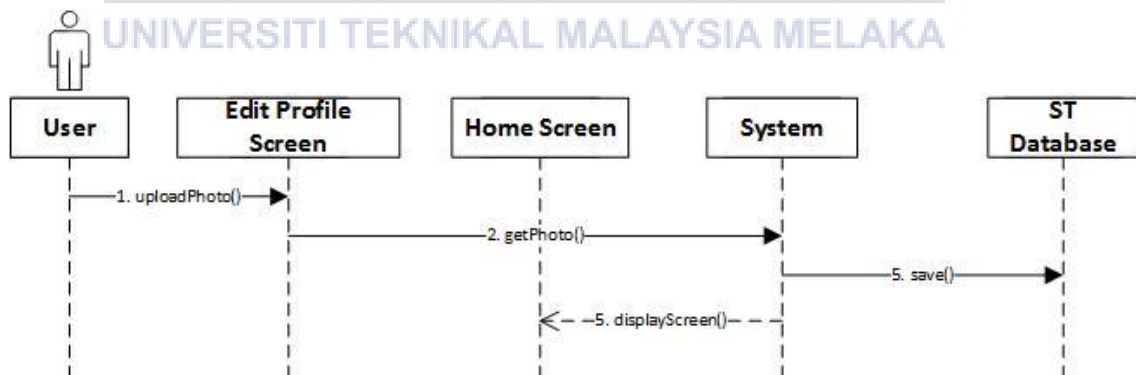 UNIVERSITI TEKNIKAL MALAYSIA MELAKA
User
Edit Profile
Screen
Home Screen
System
ST
Database
1. uploadPhoto()
2. getPhoto()
5. save()
5. displayScreen()